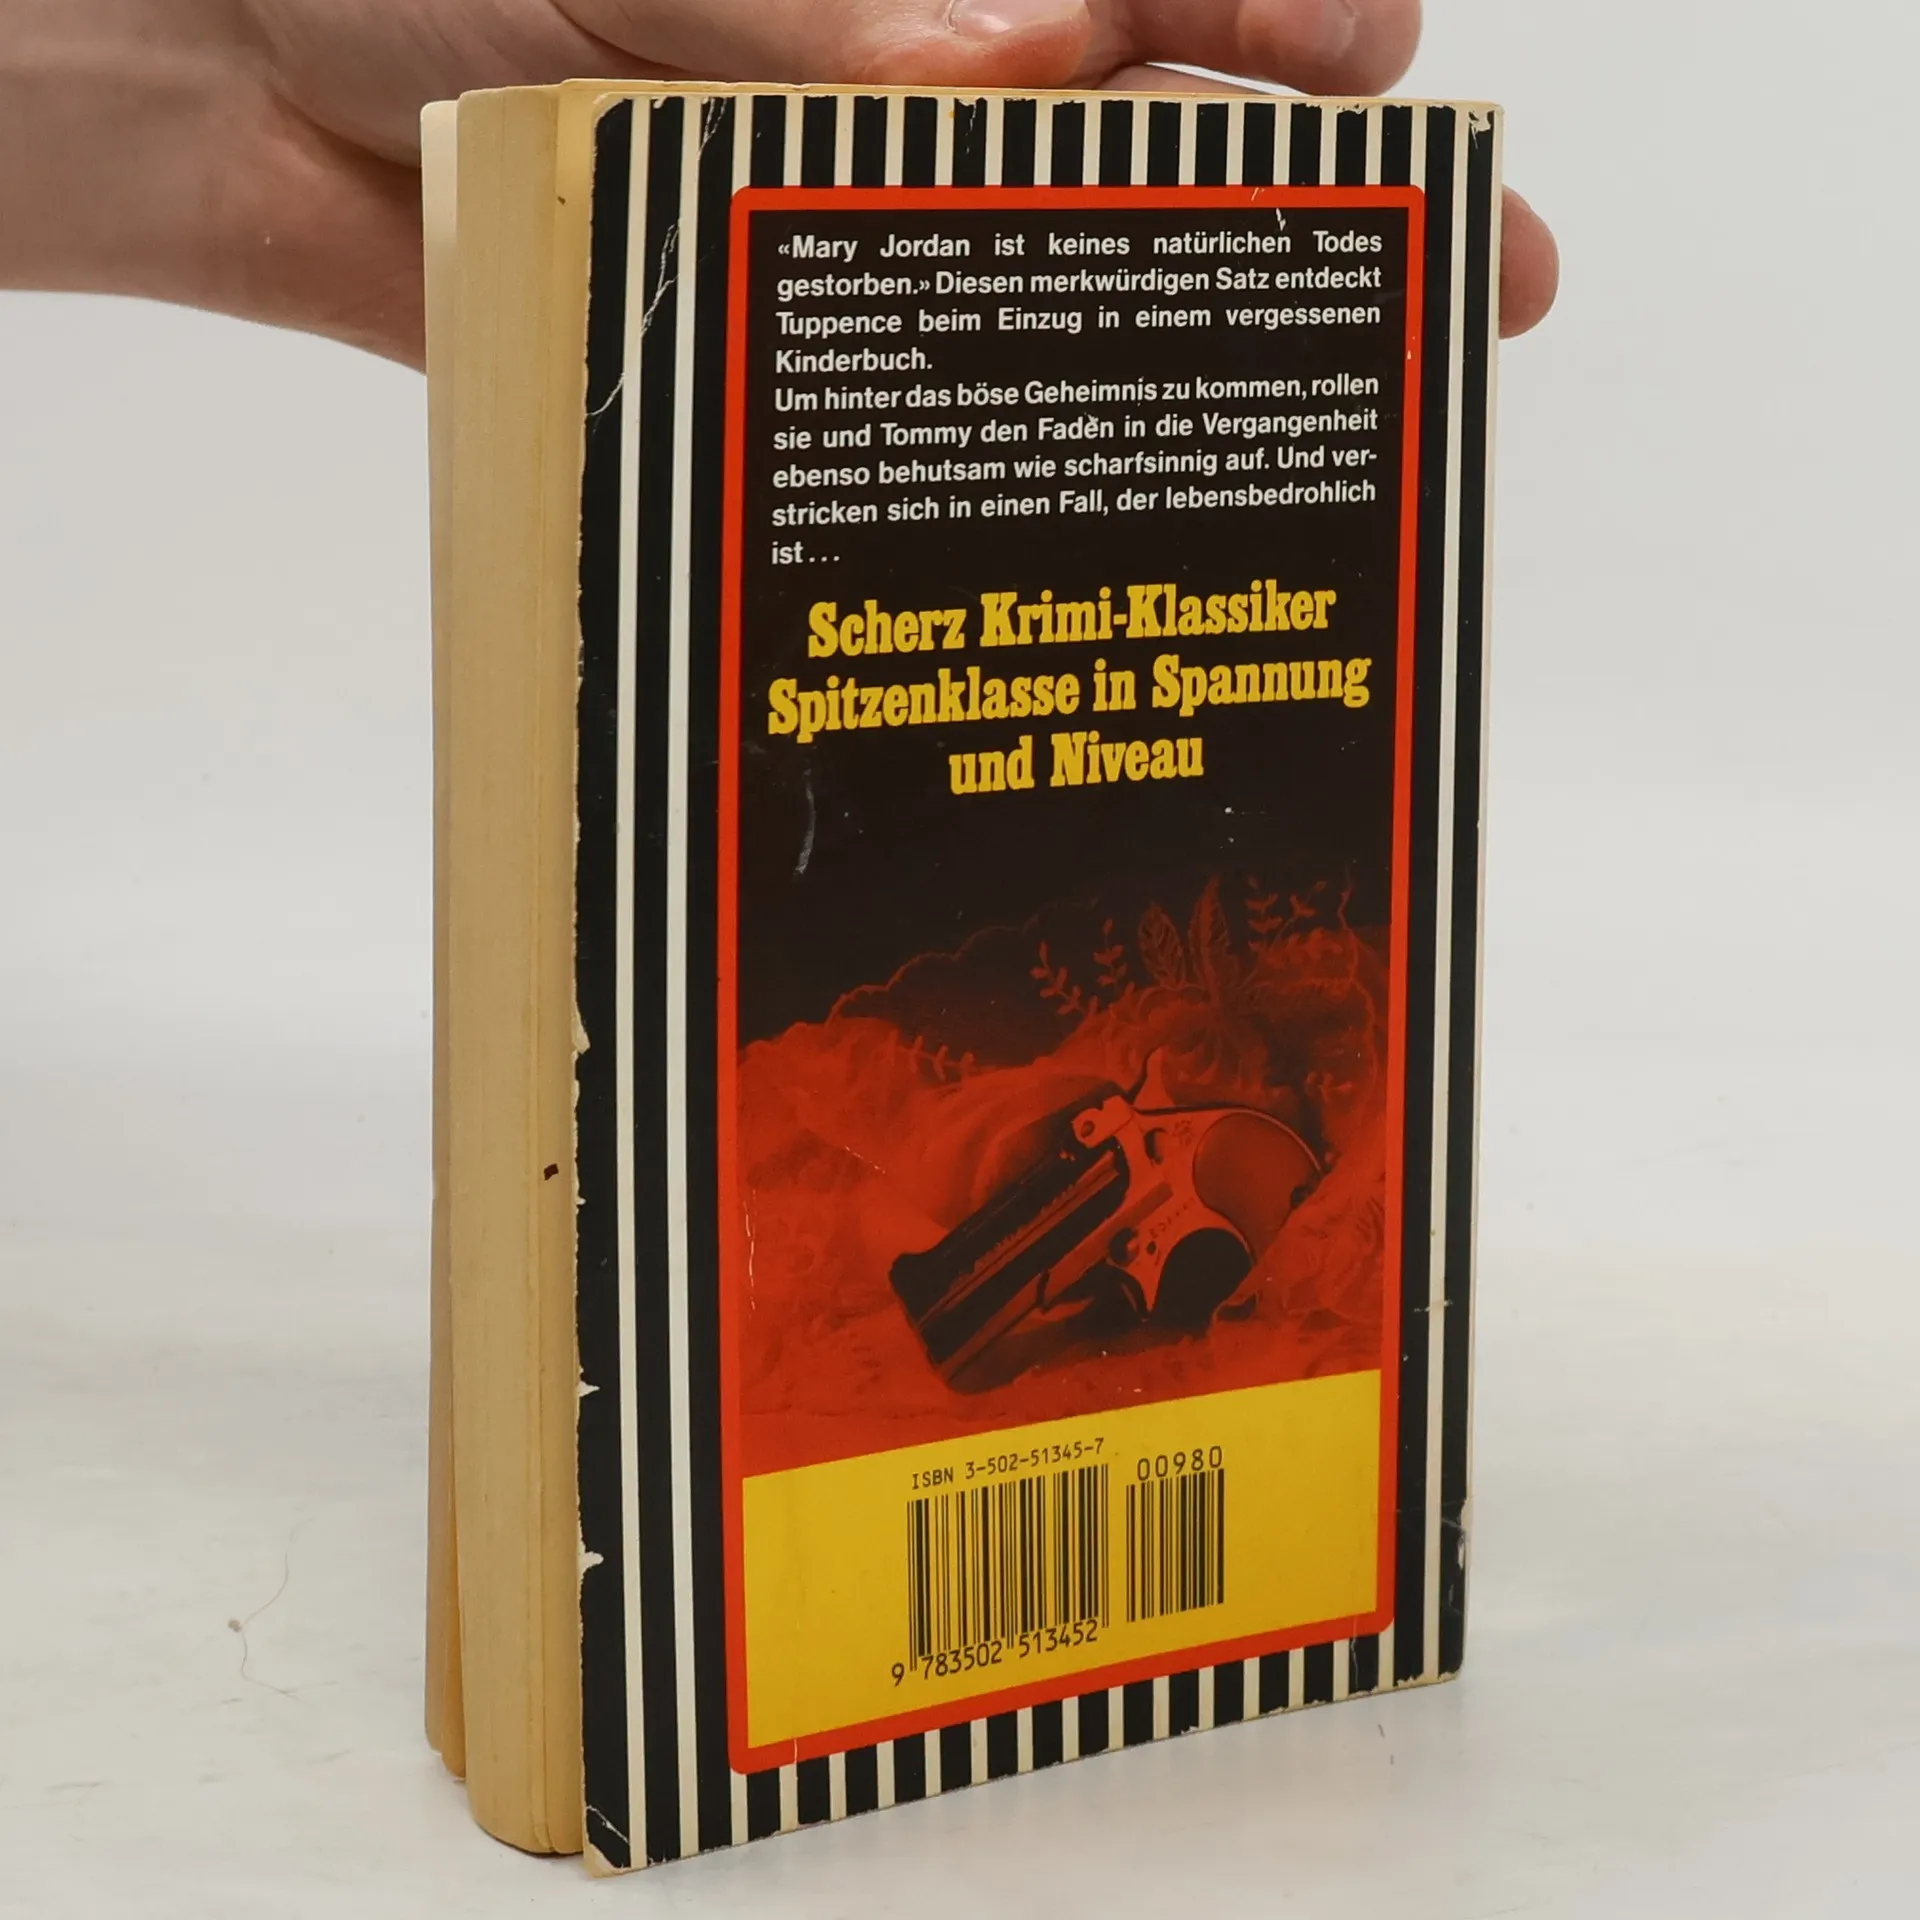 «Mary Jordan ist keines natürlichen Todes
gestorben.» Diesen merkwürdigen Satz entdeckt
Tuppence beim Einzug in einem vergessenen
Kinderbuch.
Um hinter das böse Geheimnis zu kommen, rollen
sie und Tommy den Faden in die Vergangenheit
ebenso behutsam wie scharfsinnig auf. Und ver-
stricken sich in einen Fall, der lebensbedrohlich
ist...
Scherz Krimi-Klassiker
Spitzenklasse in Spannung
und Niveau
ISBN 3-502-51345-7
00980
9 783502 513452